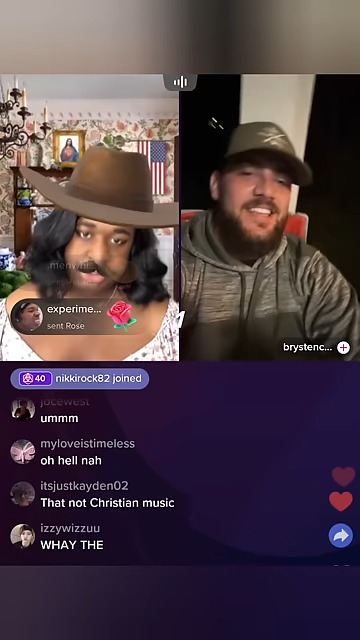 experime...
sent Rose
brystenc...
40
nikkirock82 joined
jocewest
ummm
myloveistimeless
oh hell nah
itsjustkayden02
That not Christian music
izzywizzuu
WHAY THE